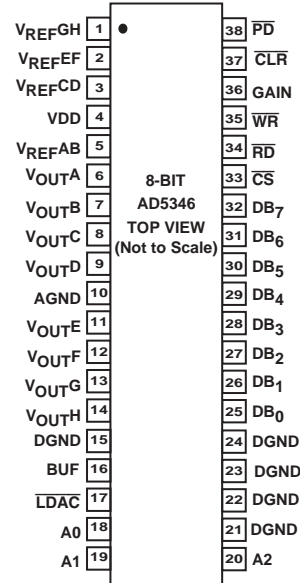 VREFGH 1
VREFEF 2
VREFCD 3
VDD 4
VREFAB 5
VOUTA 6
VOUTB 7
VOUTC 8
VOUTD 9
AGND 10
VOUTE 11
VOUTF 12
VOUTG 13
VOUTH 14
DGND 15
BUF 16
LDAC 17
A0 18
A1 19
8-BIT
AD5346
TOP VIEW
(Not to Scale)
38 PD
37 CLR
36 GAIN
35 WR
34 RD
33 CS
32 DB7
31 DB6
30 DB5
29 DB4
28 DB3
27 DB2
26 DB1
25 DB0
24 DGND
23 DGND
22 DGND
21 DGND
20 A2